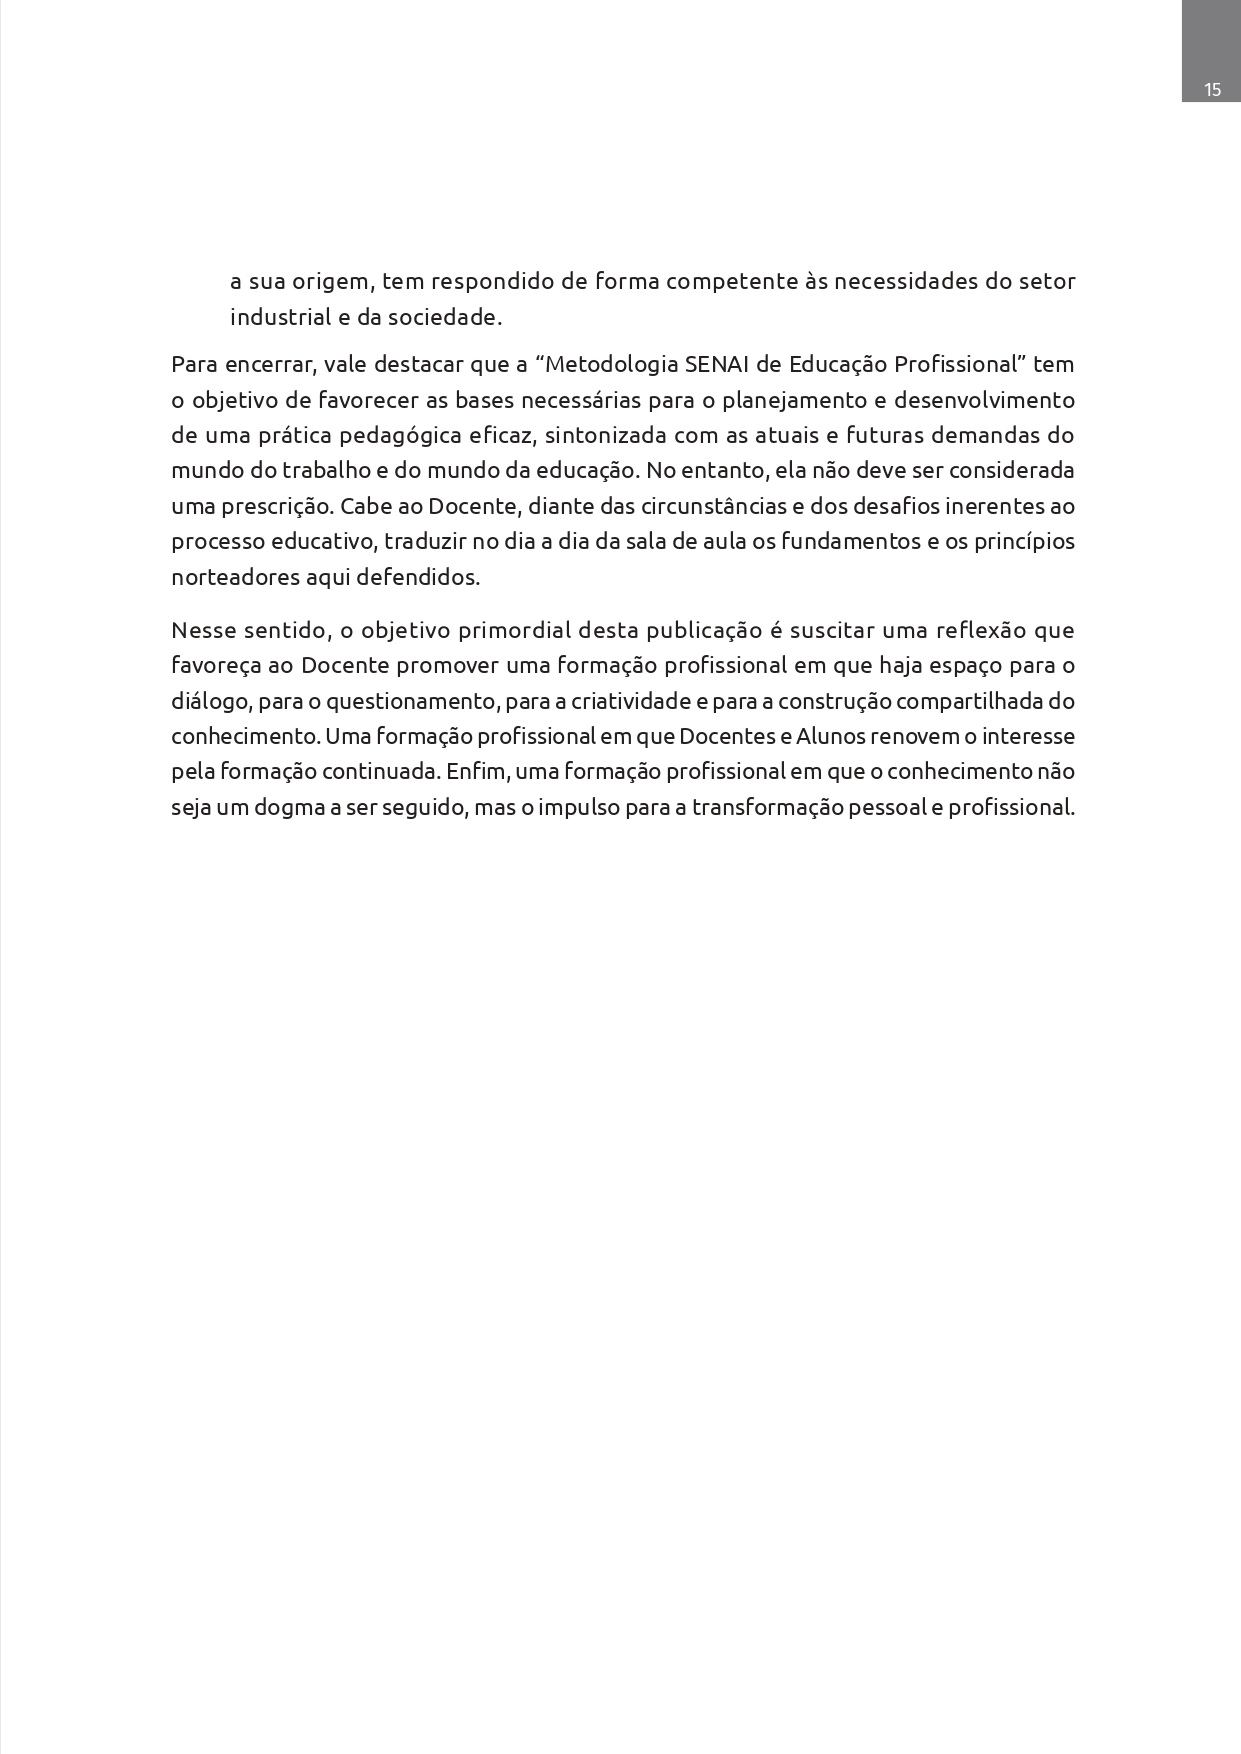 15
a sua origem, tem respondido de forma competente às necessidades do setor
industrial e da sociedade.
Para encerrar, vale destacar que a “Metodologia SENAI de Educação Profissional” tem
o objetivo de favorecer as bases necessárias para o planejamento e desenvolvimento
de uma prática pedagógica eficaz, sintonizada com as atuais e futuras demandas do
mundo do trabalho e do mundo da educação. No entanto, ela não deve ser considerada
uma prescrição. Cabe ao Docente, diante das circunstâncias e dos desafios inerentes ao
processo educativo, traduzir no dia a dia da sala de aula os fundamentos e os princípios
norteadores aqui defendidos.
Nesse sentido, o objetivo primordial desta publicação é suscitar uma reflexão que
favoreça ao Docente promover uma formação profissional em que haja espaço para o
diálogo, para o questionamento, para a criatividade e para a construção compartilhada do
conhecimento. Uma formação profissional em que Docentes e Alunos renovem o interesse
pela formação continuada. Enfim, uma formação profissional em que o conhecimento não
seja um dogma a ser seguido, mas o impulso para a transformação pessoal e profissional.